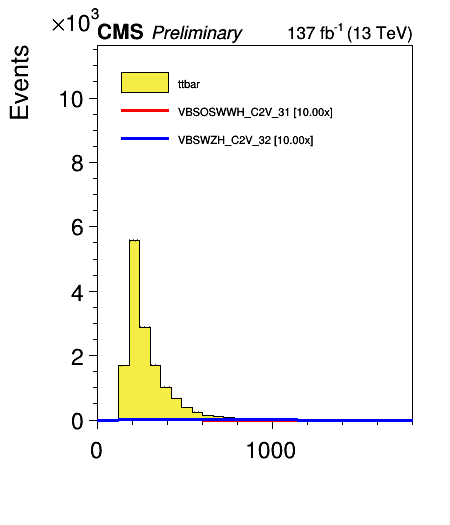 ×10³
CMS Preliminary 137 fb⁻¹ (13 TeV)
Events
ttbar
VBSOSWWH_C2V_31 [10.00x]
VBSWZH_C2V_32 [10.00x]
10
8
6
4
2
0
0 1000